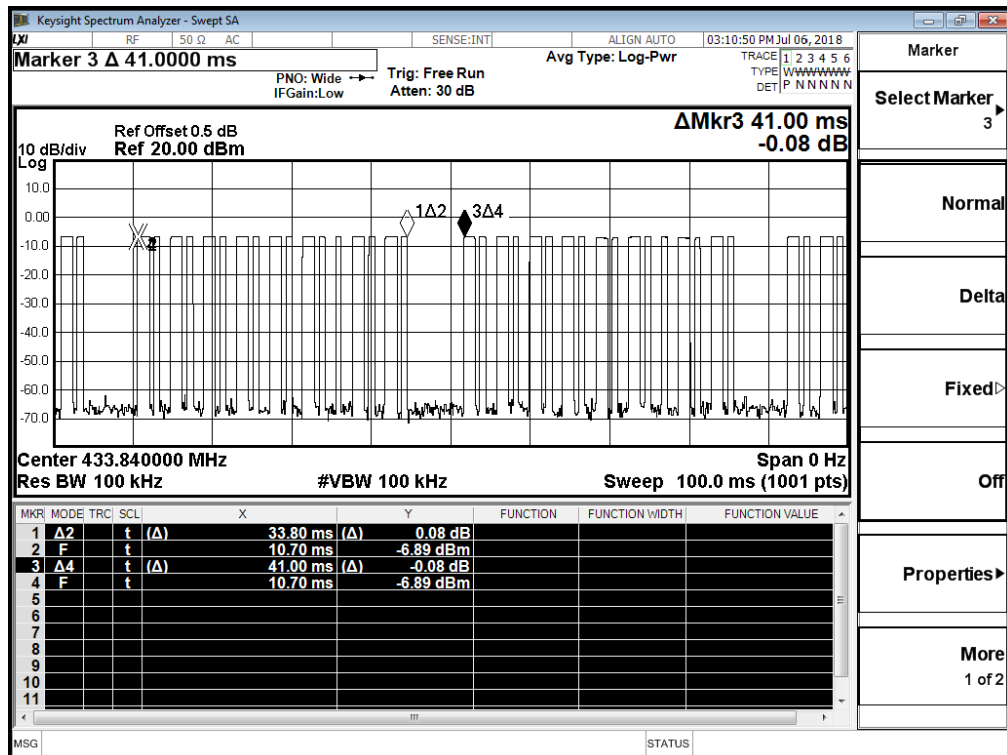 Keysight Spectrum Analyzer - Swept SA
LXI RF 50 Ω AC SENSE:INT ALIGN AUTO 03:10:50 PM Jul 06, 2018
Marker 3 Δ 41.0000 ms
PNO: Wide Trig: Free Run Avg Type: Log-Pwr TRACE 1 2 3 4 5 6
IFGain:Low Atten: 30 dB TYPE WWWWWW
DET P N N N N N
ΔMkr3 41.00 ms
-0.08 dB
Ref Offset 0.5 dB
10 dB/div Ref 20.00 dBm
Log
10.0
0.00
-10.0
-20.0
-30.0
-40.0
-50.0
-60.0
-70.0
1Δ2
3Δ4
Center 433.840000 MHz Span 0 Hz
Res BW 100 kHz #VBW 100 kHz Sweep 100.0 ms (1001 pts)
MKR MODE TRC SCL X Y FUNCTION FUNCTION WIDTH FUNCTION VALUE
1 Δ2 t (Δ) 33.80 ms (Δ) 0.08 dB
2 F t 10.70 ms -6.89 dBm
3 Δ4 t (Δ) 41.00 ms (Δ) -0.08 dB
4 F t 10.70 ms -6.89 dBm
5
6
7
8
9
10
11
MSG STATUS
Marker
Select Marker
3
Normal
Delta
Fixed
Off
Properties
More
1 of 2